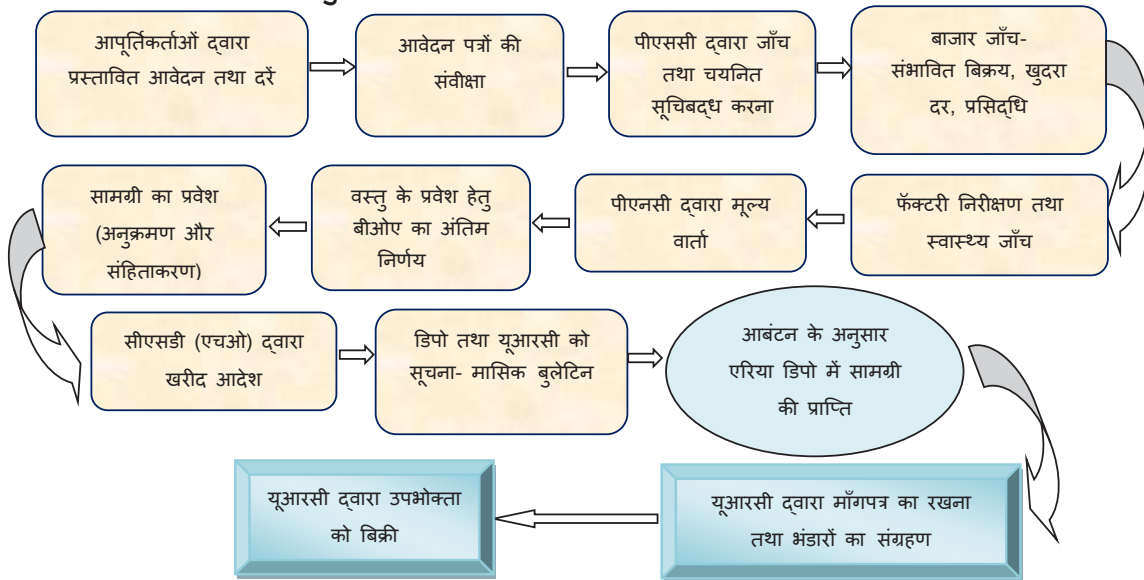 आपूर्तिकर्ताओं द्वारा
प्रस्तावित आवेदन तथा दरें
आवेदन पत्रों की
संवीक्षा
पीएससी द्वारा जाँच
तथा चयनित
सूचिबद्ध करना
बाजार जाँच-
संभावित बिक्रय, खुदरा
दर, प्रसिद्धि
फॅक्टरी निरीक्षण तथा
स्वास्थ्य जाँच
पीएनसी द्वारा मूल्य
वार्ता
वस्तु के प्रवेश हेतु
बीओए का अंतिम
निर्णय
सामग्री का प्रवेश
(अनुक्रमण और
संहिताकरण)
सीएसडी (एचओ) द्वारा
खरीद आदेश
डिपो तथा यूआरसी को
सूचना- मासिक बुलेटिन
आबंटन के अनुसार
एरिया डिपो में सामग्री
की प्राप्ति
यूआरसी द्वारा माँगपत्र का रखना
तथा भंडारों का संग्रहण
यूआरसी द्वारा उपभोक्ता
को बिक्री